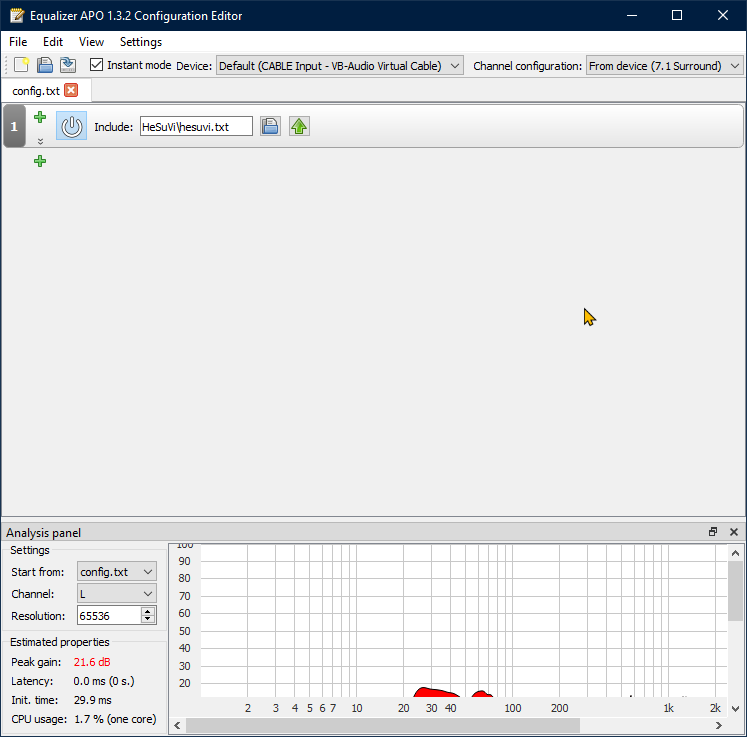 Equalizer APO 1.3.2 Configuration Editor
File Edit View Settings
Instant mode Device: Default (CABLE Input - VB-Audio Virtual Cable) Channel configuration: From device (7.1 Surround)
config.txt
1 Include: HeSuVi\hesuvi.txt
Analysis panel
Settings
Start from: config.txt
Channel: L
Resolution: 65536
Estimated properties
Peak gain: 21.6 dB
Latency: 0.0 ms (0 s.)
Init. time: 29.9 ms
CPU usage: 1.7 % (one core)
100
90
80
70
60
50
40
30
20
2 3 4 5 6 7 10 20 30 40 100 200 1k 2k